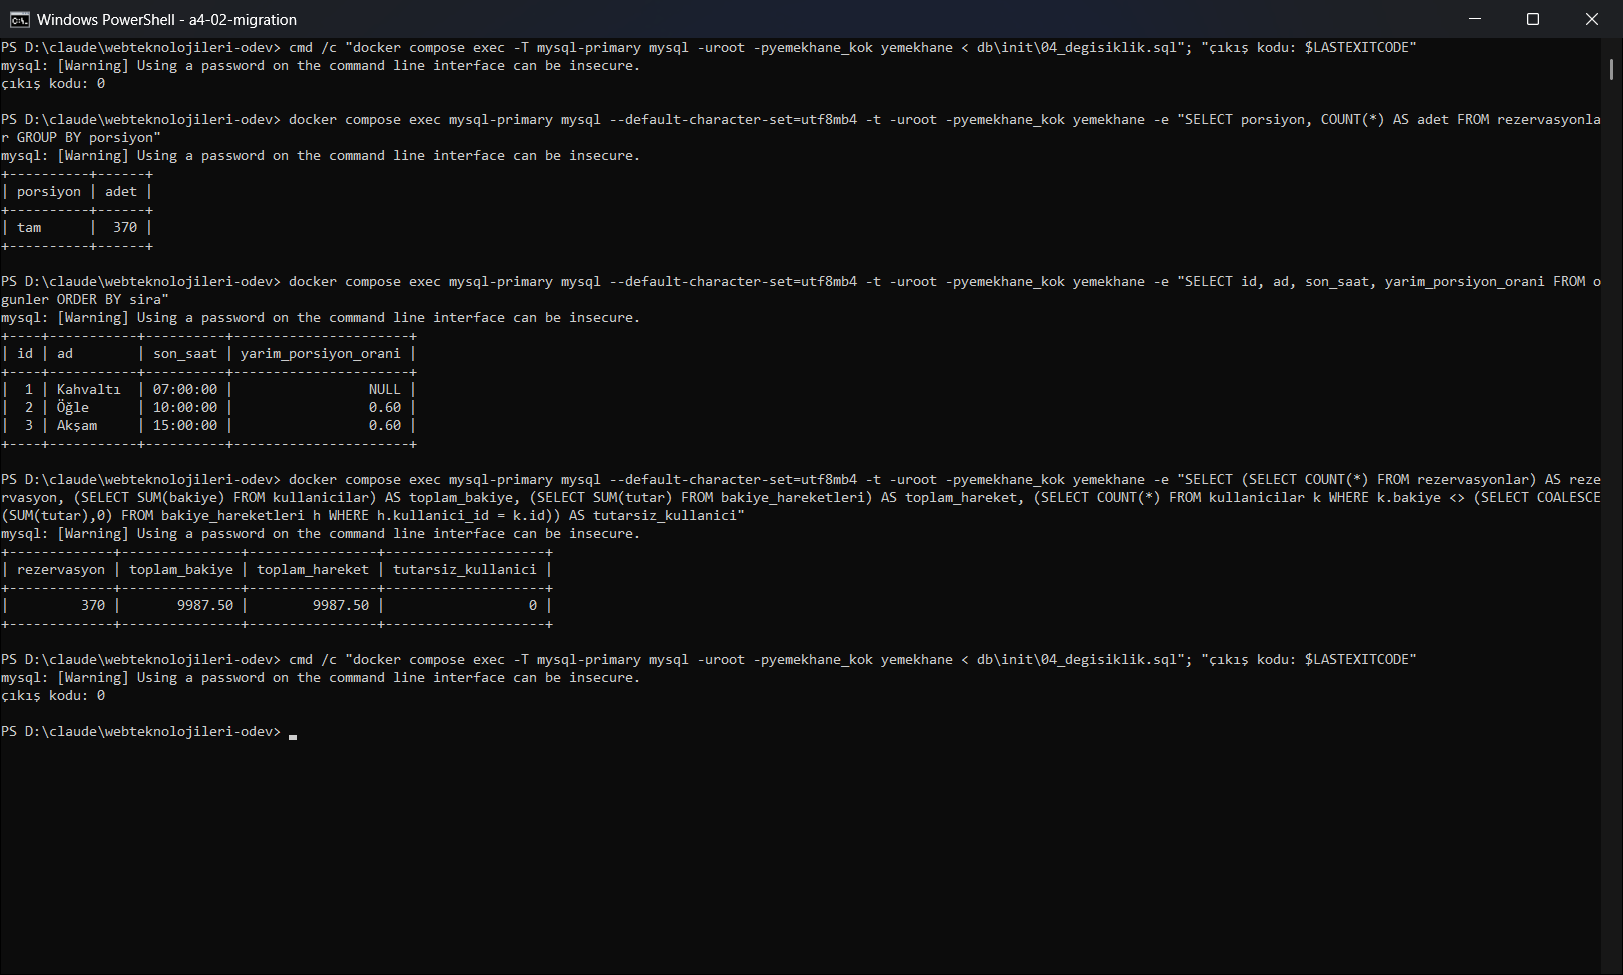 Windows PowerShell - a4-02-migration
PS D:\claude\webteknolojileri-odev> cmd /c "docker compose exec -T mysql-primary mysql -uroot -pyemekhane_kok yemekhane < db\init\04_degisiklik.sql"; "çıkış kodu: $LASTEXITCODE"
mysql: [Warning] Using a password on the command line interface can be insecure.
çıkış kodu: 0
PS D:\claude\webteknolojileri-odev> docker compose exec mysql-primary mysql --default-character-set=utf8mb4 -t -uroot -pyemekhane_kok yemekhane -e "SELECT porsiyon, COUNT(*) AS adet FROM rezervasyonla
r GROUP BY porsiyon"
mysql: [Warning] Using a password on the command line interface can be insecure.
+----------+------+
| porsiyon | adet |
+----------+------+
| tam      |  370 |
+----------+------+
PS D:\claude\webteknolojileri-odev> docker compose exec mysql-primary mysql --default-character-set=utf8mb4 -t -uroot -pyemekhane_kok yemekhane -e "SELECT id, ad, son_saat, yarim_porsiyon_orani FROM o
gunler ORDER BY sira"
mysql: [Warning] Using a password on the command line interface can be insecure.
+----+-----------+----------+----------------------+
| id | ad        | son_saat | yarim_porsiyon_orani |
+----+-----------+----------+----------------------+
|  1 | Kahvaltı  | 07:00:00 |                 NULL |
|  2 | Öğle      | 10:00:00 |                 0.60 |
|  3 | Akşam     | 15:00:00 |                 0.60 |
+----+-----------+----------+----------------------+
PS D:\claude\webteknolojileri-odev> docker compose exec mysql-primary mysql --default-character-set=utf8mb4 -t -uroot -pyemekhane_kok yemekhane -e "SELECT (SELECT COUNT(*) FROM rezervasyonlar) AS reze
rvasyon, (SELECT SUM(bakiye) FROM kullanicilar) AS toplam_bakiye, (SELECT SUM(tutar) FROM bakiye_hareketleri) AS toplam_hareket, (SELECT COUNT(*) FROM kullanicilar k WHERE k.bakiye <> (SELECT COALESCE
(SUM(tutar),0) FROM bakiye_hareketleri h WHERE h.kullanici_id = k.id)) AS tutarsiz_kullanici"
mysql: [Warning] Using a password on the command line interface can be insecure.
+-------------+---------------+----------------+--------------------+
| rezervasyon | toplam_bakiye | toplam_hareket | tutarsiz_kullanici |
+-------------+---------------+----------------+--------------------+
|         370 |       9987.50 |        9987.50 |                  0 |
+-------------+---------------+----------------+--------------------+
PS D:\claude\webteknolojileri-odev> cmd /c "docker compose exec -T mysql-primary mysql -uroot -pyemekhane_kok yemekhane < db\init\04_degisiklik.sql"; "çıkış kodu: $LASTEXITCODE"
mysql: [Warning] Using a password on the command line interface can be insecure.
çıkış kodu: 0
PS D:\claude\webteknolojileri-odev>